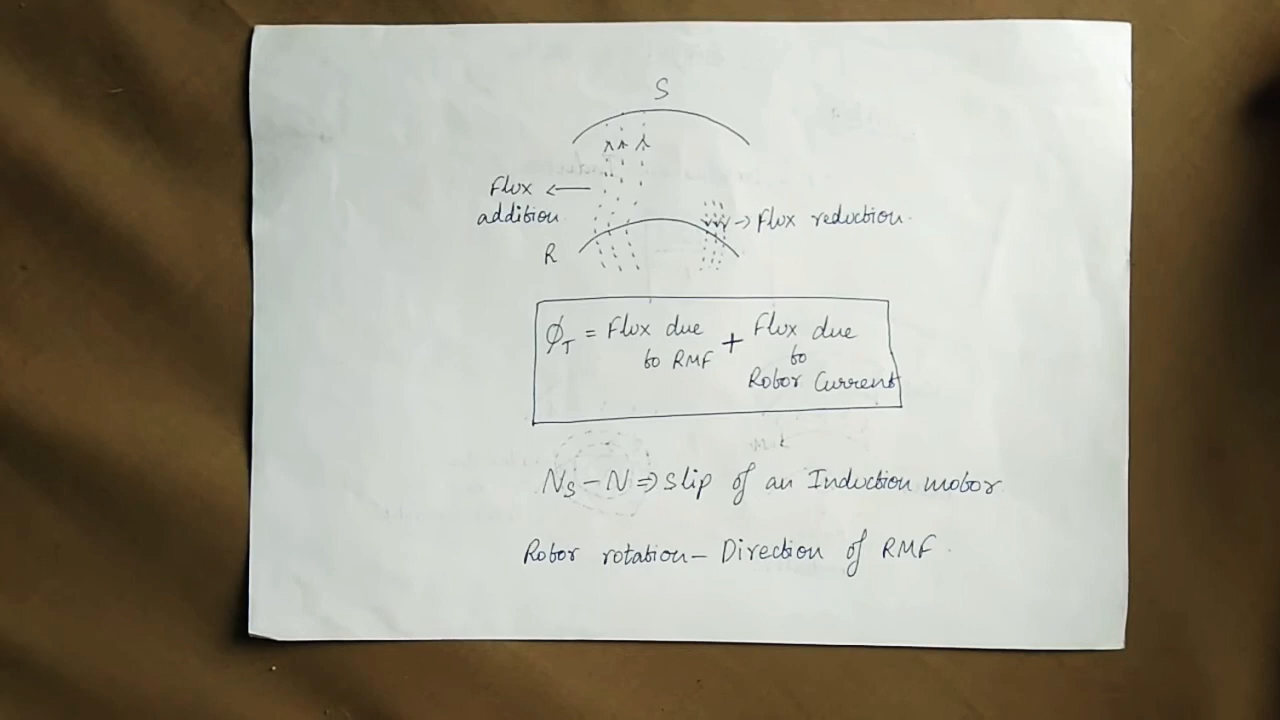 S
Flux
addition.
Flux reduction.
R
ϕT = Flux due to RMF + Flux due to Rotor Current
NS - N ⇒ slip of an Induction motor
Rotor rotation - Direction of RMF.